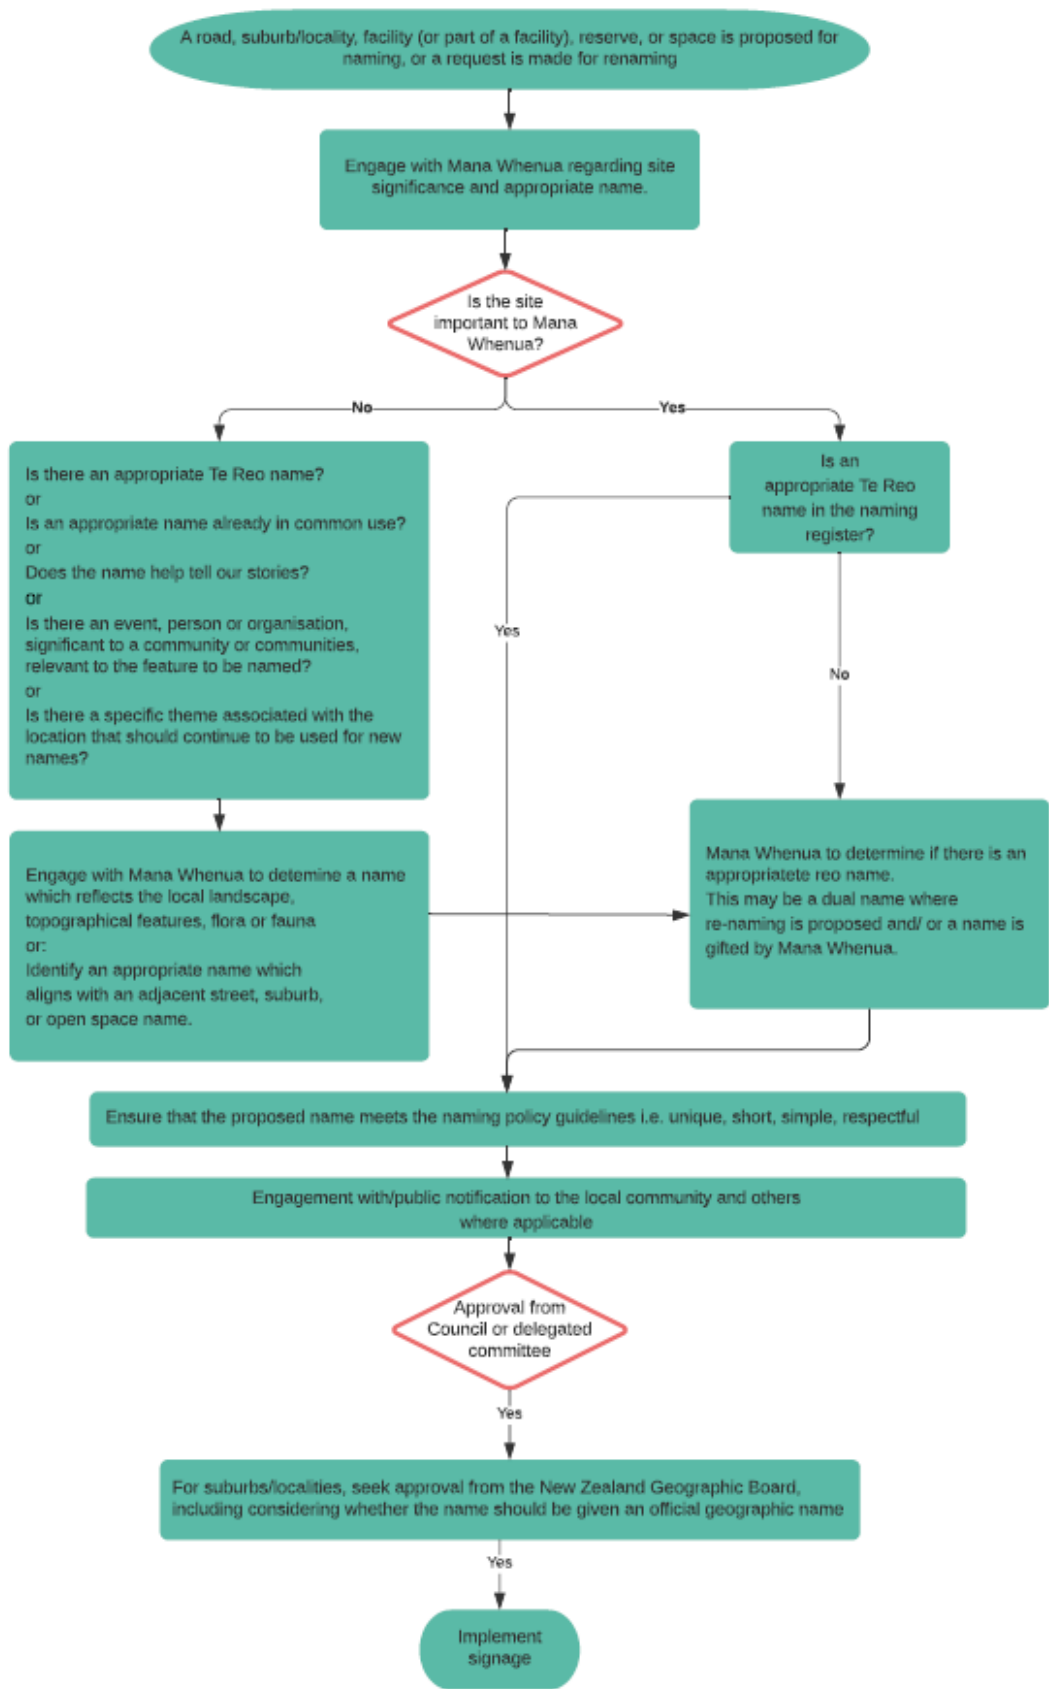 A road, suburb/locality, facility (or part of a facility), reserve, or space is proposed for
naming, or a request is made for renaming
Engage with Mana Whenua regarding site
significance and appropriate name.
Is the site
important to Mana
Whenua?
No
Yes
Is there an appropriate Te Reo name?
or
Is an appropriate name already in common use?
or
Does the name help tell our stories?
or
Is there an event, person or organisation,
significant to a community or communities,
relevant to the feature to be named?
or
Is there a specific theme associated with the
location that should continue to be used for new
names?
Is an
appropriate Te Reo
name in the naming
register?
Yes
No
Engage with Mana Whenua to detemine a name
which reflects the local landscape,
topographical features, flora or fauna
or:
Identify an appropriate name which
aligns with an adjacent street, suburb,
or open space name.
Mana Whenua to determine if there is an
appropriatete reo name.
This may be a dual name where
re-naming is proposed and/ or a name is
gifted by Mana Whenua.
Ensure that the proposed name meets the naming policy guidelines i.e. unique, short, simple, respectful
Engagement with/public notification to the local community and others
where applicable
Approval from
Council or delegated
committee
Yes
For suburbs/localities, seek approval from the New Zealand Geographic Board,
including considering whether the name should be given an official geographic name
Yes
Implement
signage